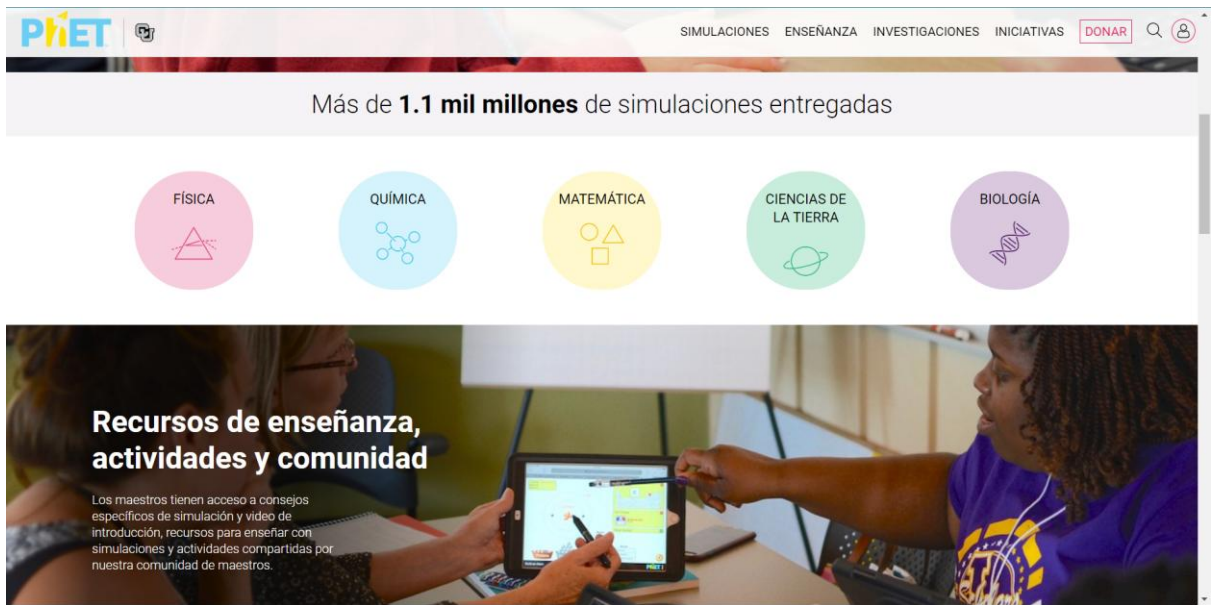 PhET
SIMULACIONES ENSEÑANZA INVESTIGACIONES INICIATIVAS DONAR
Más de 1.1 mil millones de simulaciones entregadas
FÍSICA
QUÍMICA
MATEMÁTICA
CIENCIAS DE
LA TIERRA
BIOLOGÍA
Recursos de enseñanza,
actividades y comunidad
Los maestros tienen acceso a consejos
específicos de simulación y video de
introducción, recursos para enseñar con
simulaciones y actividades compartidas por
nuestra comunidad de maestros.
PhET